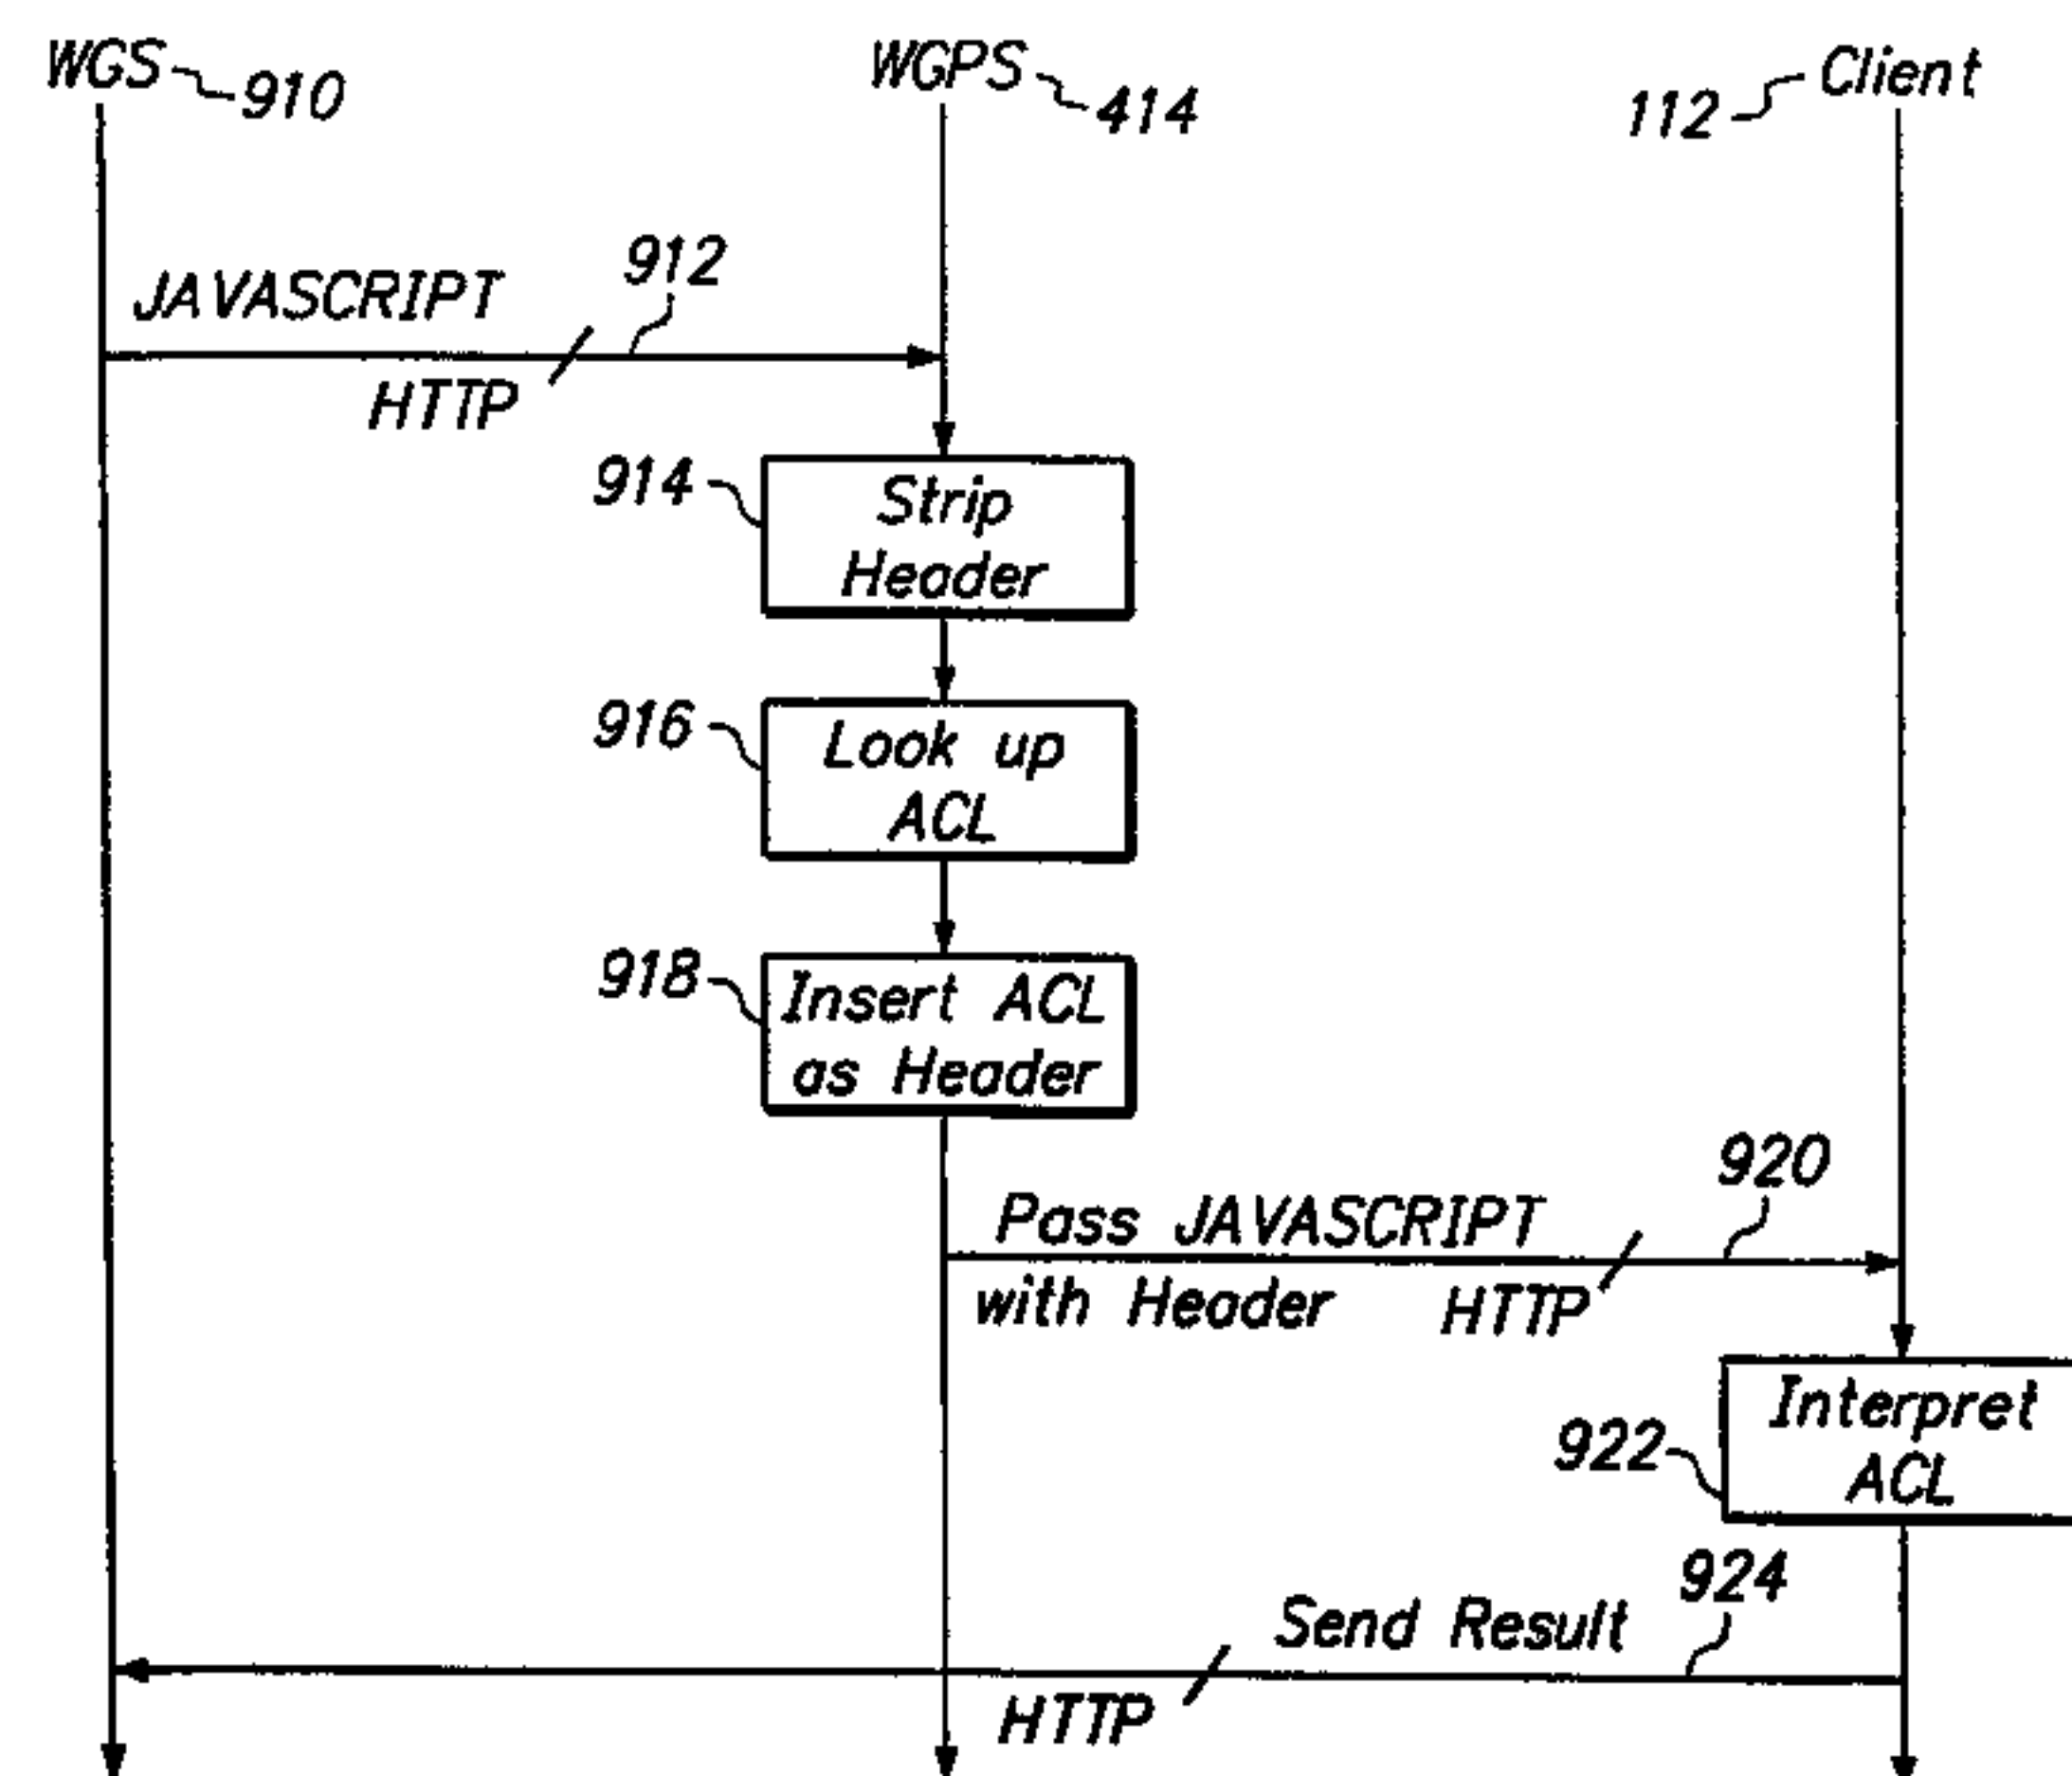 WGS 910
WGPS 414
112 Client
912
JAVASCRIPT
HTTP
914
Strip
Header
916
Look up
ACL
918
Insert ACL
as Header
920
Pass JAVASCRIPT
with Header HTTP
922
Interpret
ACL
924
Send Result
HTTP